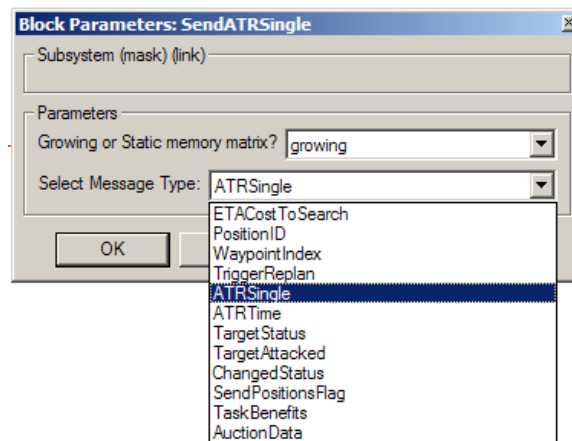 Block Parameters: SendATRSingle
Subsystem (mask) (link)
Parameters
Growing or Static memory matrix? growing
Select Message Type: ATRSingle
ETACostToSearch
PositionID
WaypointIndex
TriggerReplan
ATRSingle
ATRTime
TargetStatus
TargetAttacked
ChangedStatus
SendPositionsFlag
TaskBenefits
AuctionData
OK